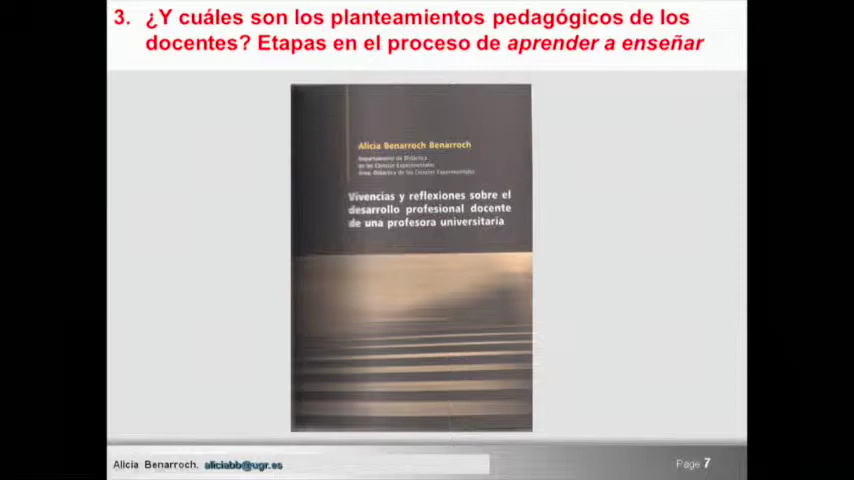 3. ¿Y cuáles son los planteamientos pedagógicos de los
docentes? Etapas en el proceso de aprender a enseñar
Alicia Benarroch Benarroch
Departamento de Didáctica
de las Ciencias Experimentales
Área: Didáctica de las Ciencias Experimentales
Vivencias y reflexiones sobre el
desarrollo profesional docente
de una profesora universitaria
Alicia Benarroch. aliciabb@ugr.es
Page 7